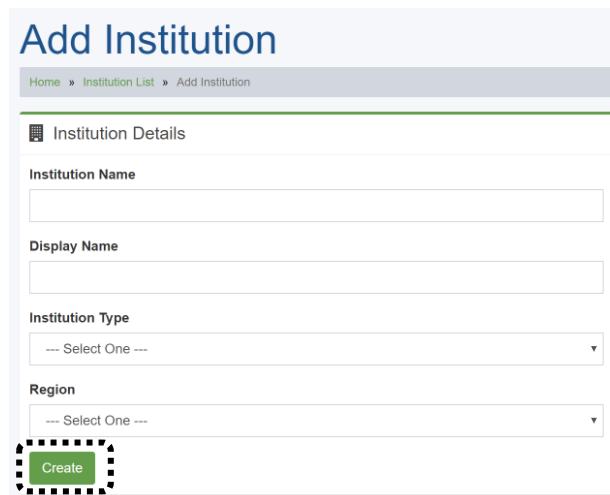 Add Institution
Home » Institution List » Add Institution
Institution Details
Institution Name
Display Name
Institution Type
--- Select One ---
Region
--- Select One ---
Create